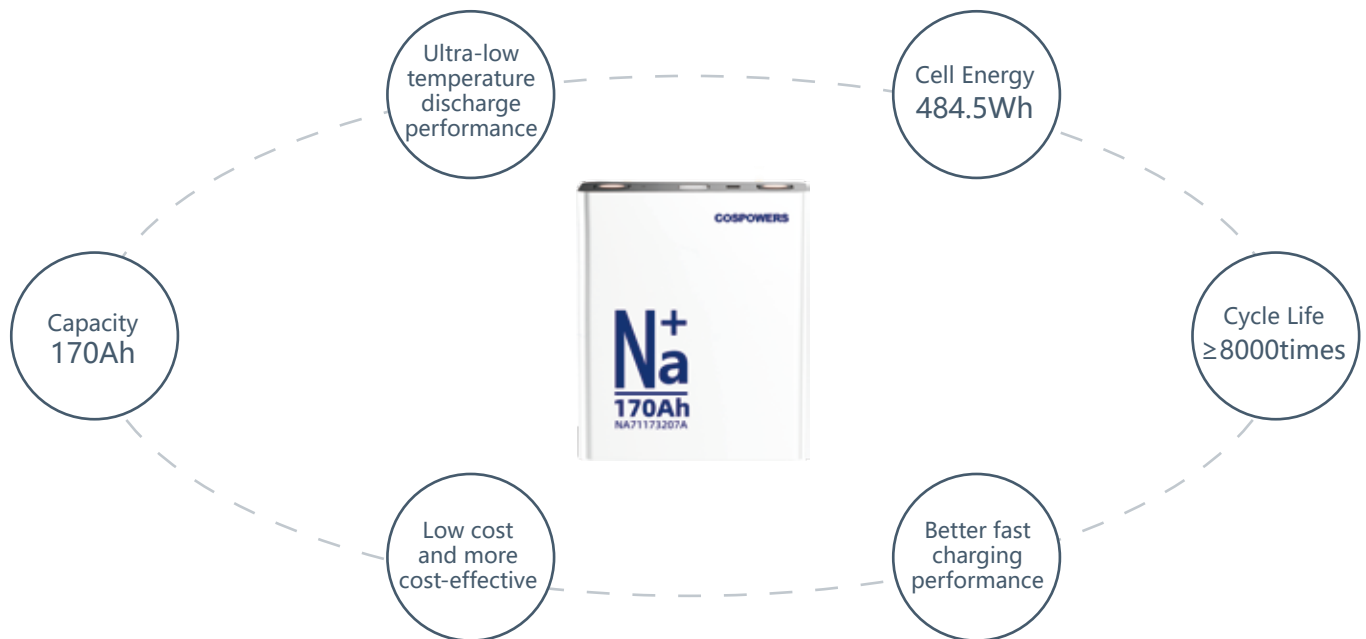 Ultra-low
temperature
discharge
performance
Cell Energy
484.5Wh
COSPOWERS
Capacity
170Ah
Na+
170Ah
NA71173207A
Cycle Life
≥8000times
Low cost
and more
cost-effective
Better fast
charging
performance